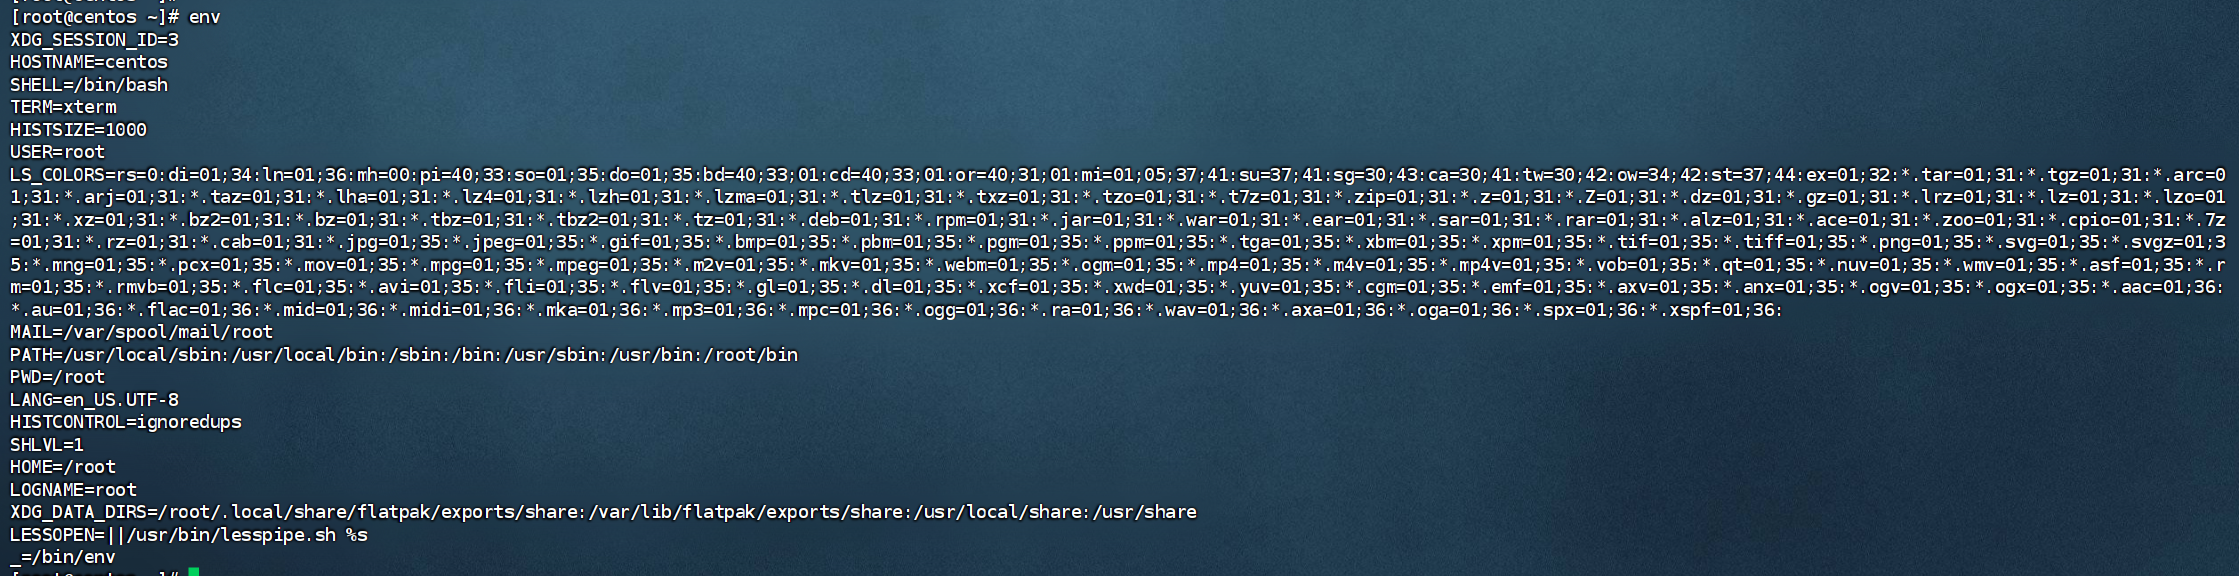 [root@centos ~]# env
XDG_SESSION_ID=3
HOSTNAME=centos
SHELL=/bin/bash
TERM=xterm
HISTSIZE=1000
USER=root
LS_COLORS=rs=0:di=01;34:ln=01;36:mh=00:pi=40;33:so=01;35:do=01;35:bd=40;33;01:cd=40;33;01:or=40;31;01:mi=01;05;37;41:su=37;41:sg=30;43:ca=30;41:tw=30;42:ow=34;42:st=37;44:ex=01;32:*.tar=01;31:*.tgz=01;31:*.arc=0
1;31:*.arj=01;31:*.taz=01;31:*.lha=01;31:*.lz4=01;31:*.lzh=01;31:*.lzma=01;31:*.tlz=01;31:*.txz=01;31:*.tzo=01;31:*.t7z=01;31:*.zip=01;31:*.z=01;31:*.Z=01;31:*.dz=01;31:*.gz=01;31:*.lrz=01;31:*.lz=01;31:*.lzo=01
;31:*.xz=01;31:*.bz2=01;31:*.bz=01;31:*.tbz=01;31:*.tbz2=01;31:*.tz=01;31:*.deb=01;31:*.rpm=01;31:*.jar=01;31:*.war=01;31:*.ear=01;31:*.sar=01;31:*.rar=01;31:*.alz=01;31:*.ace=01;31:*.zoo=01;31:*.cpio=01;31:*.7z
=01;31:*.rz=01;31:*.cab=01;31:*.jpg=01;35:*.jpeg=01;35:*.gif=01;35:*.bmp=01;35:*.pbm=01;35:*.pgm=01;35:*.ppm=01;35:*.tga=01;35:*.xbm=01;35:*.xpm=01;35:*.tif=01;35:*.tiff=01;35:*.png=01;35:*.svg=01;35:*.svgz=01;3
5:*.mng=01;35:*.pcx=01;35:*.mov=01;35:*.mpg=01;35:*.mpeg=01;35:*.m2v=01;35:*.mkv=01;35:*.webm=01;35:*.ogm=01;35:*.mp4=01;35:*.m4v=01;35:*.mp4v=01;35:*.vob=01;35:*.qt=01;35:*.nuv=01;35:*.wmv=01;35:*.asf=01;35:*.r
m=01;35:*.rmvb=01;35:*.flc=01;35:*.avi=01;35:*.fli=01;35:*.flv=01;35:*.gl=01;35:*.dl=01;35:*.xcf=01;35:*.xwd=01;35:*.yuv=01;35:*.cgm=01;35:*.emf=01;35:*.axv=01;35:*.anx=01;35:*.ogv=01;35:*.ogx=01;35:*.aac=01;36:
*.au=01;36:*.flac=01;36:*.mid=01;36:*.midi=01;36:*.mka=01;36:*.mp3=01;36:*.mpc=01;36:*.ogg=01;36:*.ra=01;36:*.wav=01;36:*.axa=01;36:*.oga=01;36:*.spx=01;36:*.xspf=01;36:
MAIL=/var/spool/mail/root
PATH=/usr/local/sbin:/usr/local/bin:/sbin:/bin:/usr/sbin:/usr/bin:/root/bin
PWD=/root
LANG=en_US.UTF-8
HISTCONTROL=ignoredups
SHLVL=1
HOME=/root
LOGNAME=root
XDG_DATA_DIRS=/root/.local/share/flatpak/exports/share:/var/lib/flatpak/exports/share:/usr/local/share:/usr/share
LESSOPEN=||/usr/bin/lesspipe.sh %s
_=/bin/env